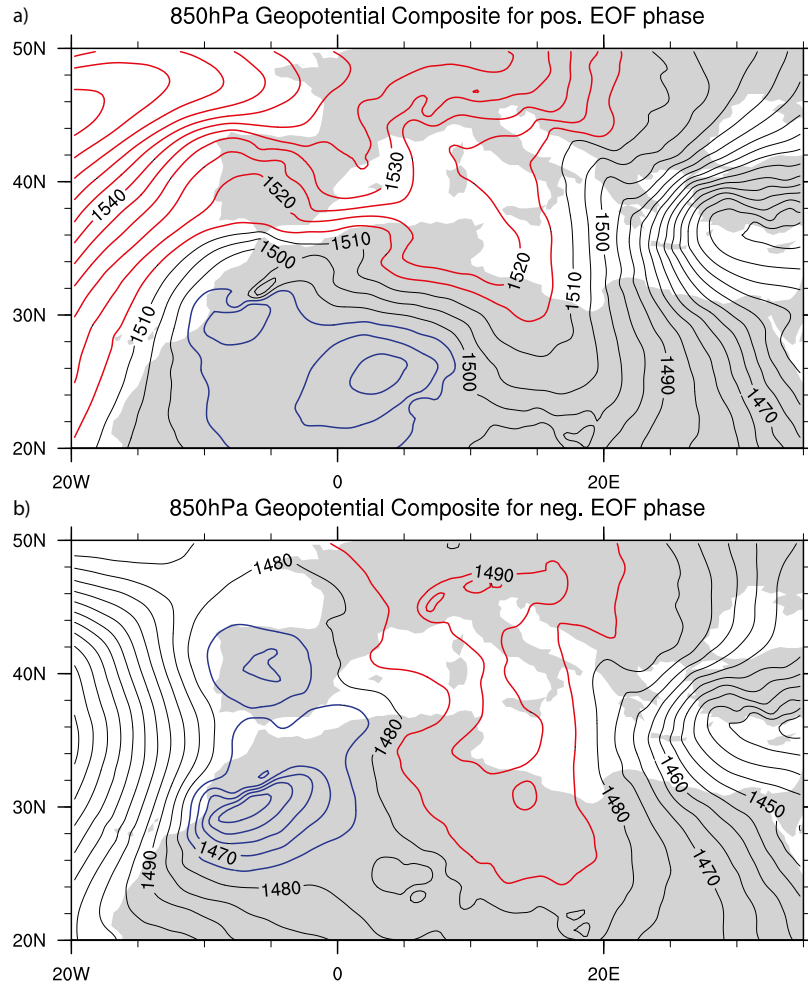 a)
850hPa Geopotential Composite for pos. EOF phase
50N
40N
30N
20N
1540
1520
1530
1510
1500
1510
1520
1500
1510
1500
1490
1470
20W
0
20E
b)
850hPa Geopotential Composite for neg. EOF phase
50N
40N
30N
20N
1480
1490
1480
1460
1450
1480
1470
1490
1470
1480
20W
0
20E